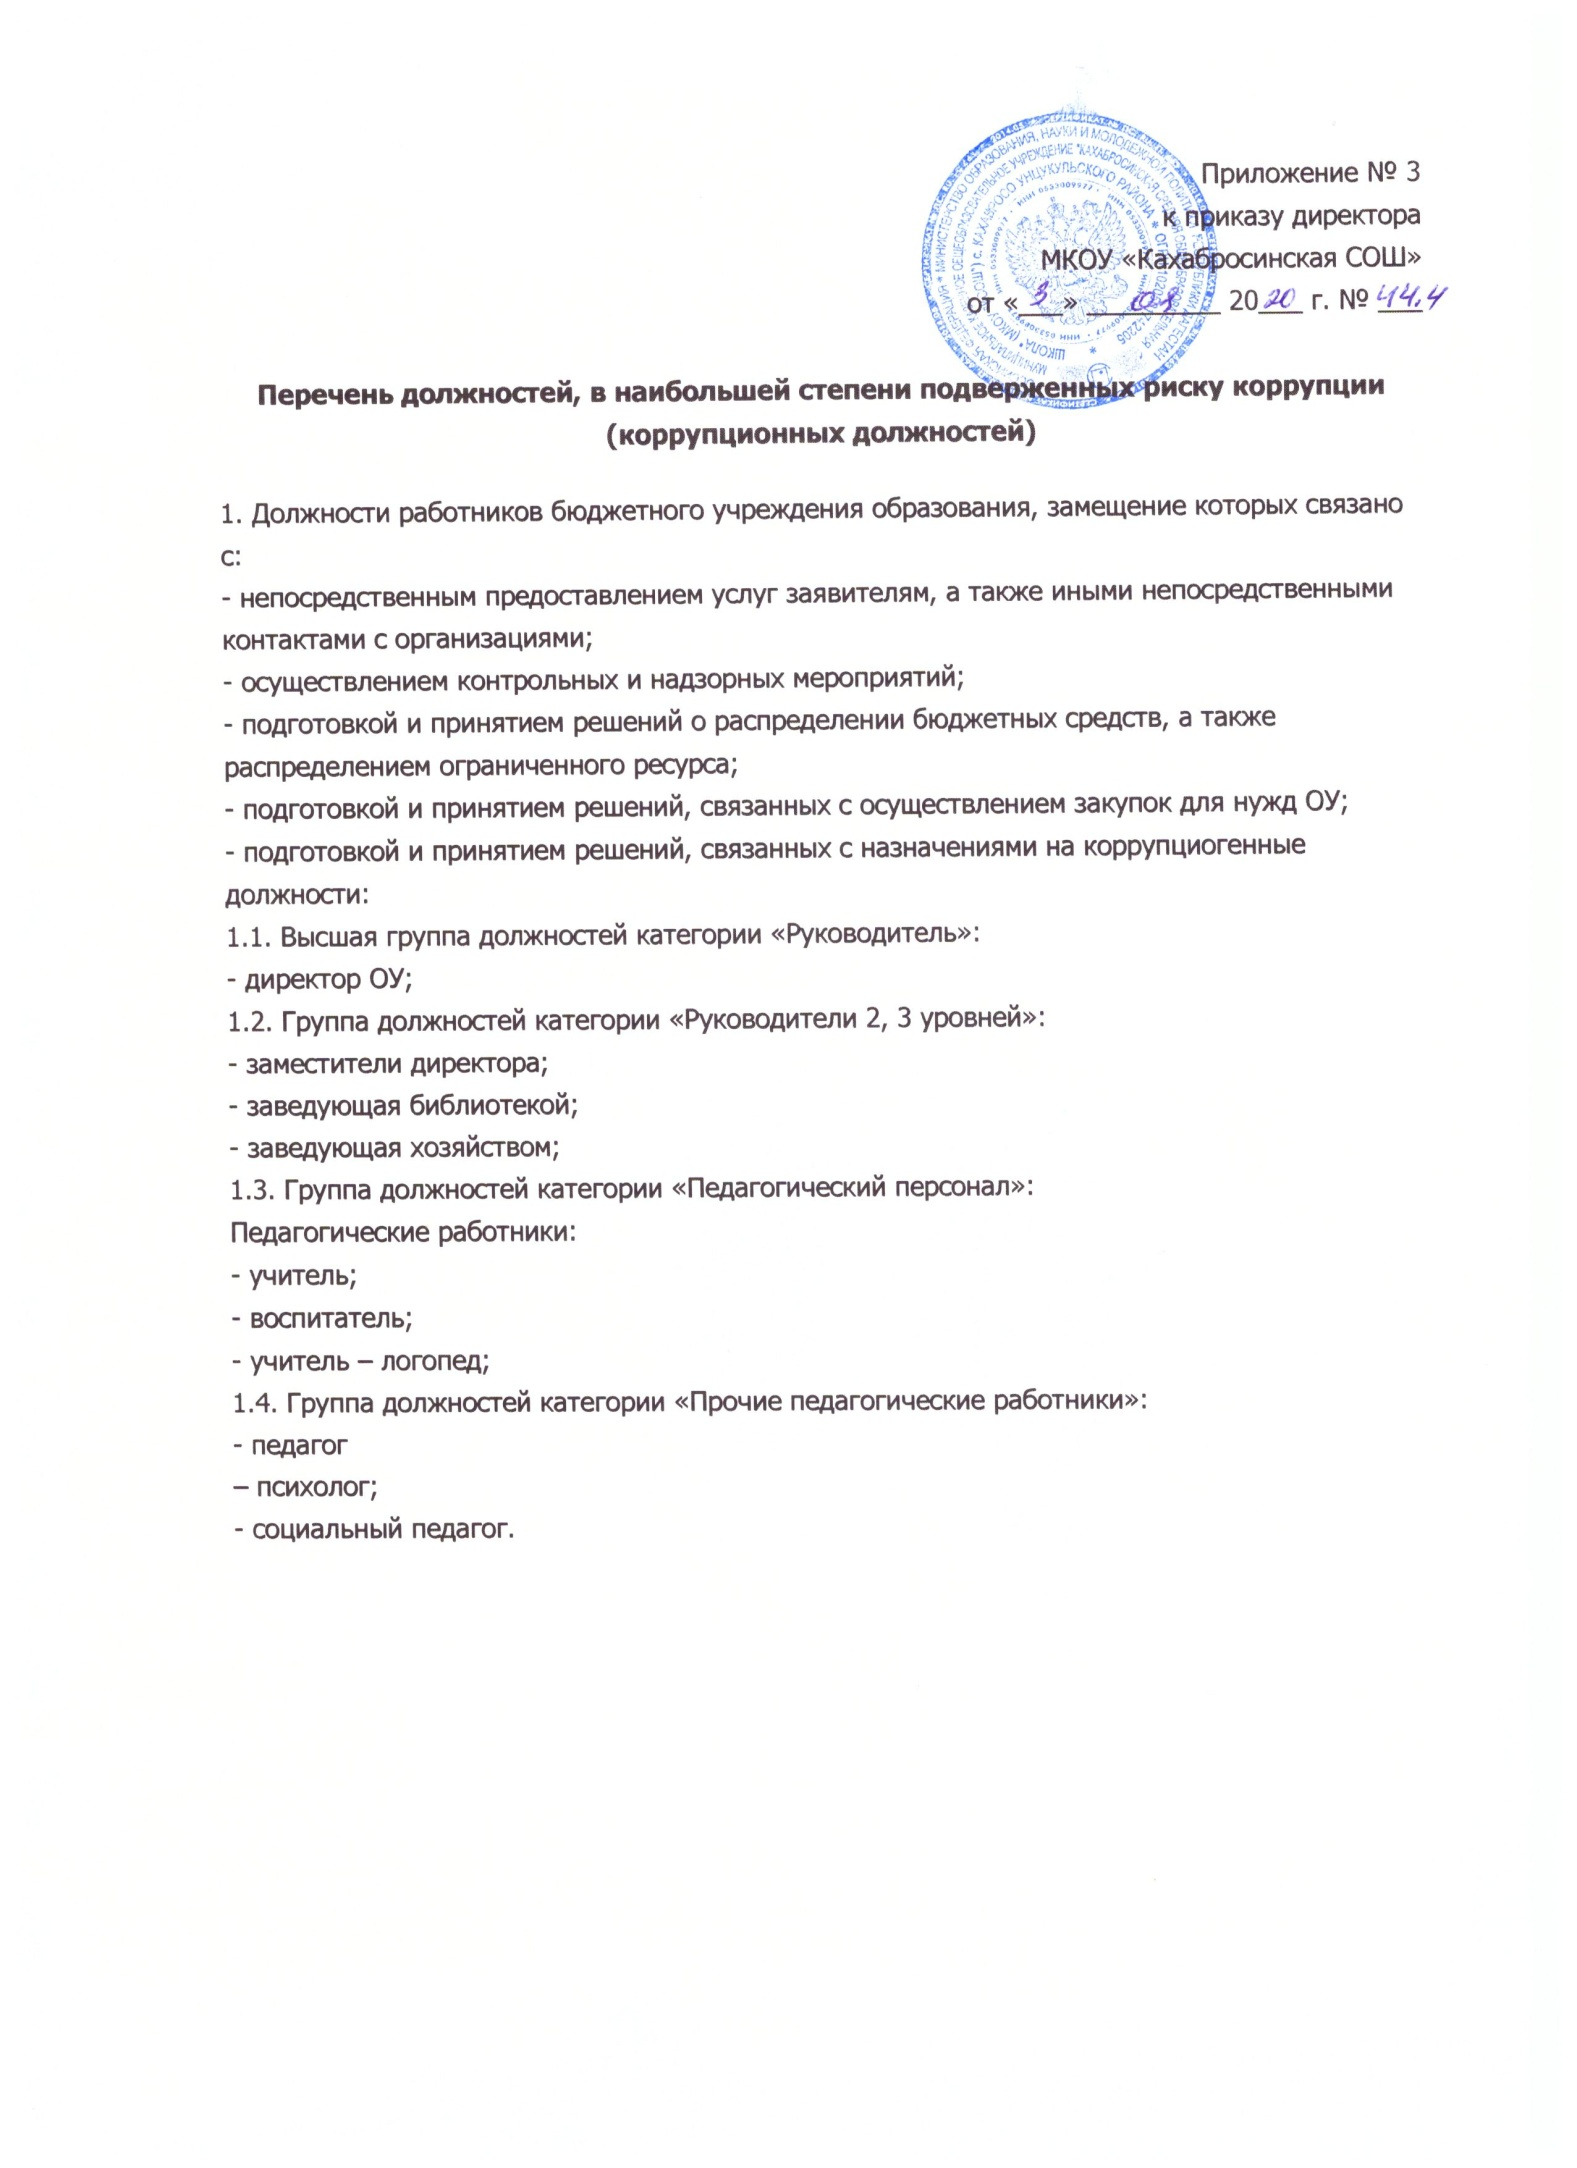 Приложение № 3
к приказу директора
МКОУ «Кахабросинская СОШ»
от «3» 08 2020 г. № 44.4
Перечень должностей, в наибольшей степени подверженных риску коррупции
(коррупционных должностей)
1. Должности работников бюджетного учреждения образования, замещение которых связано
с:
- непосредственным предоставлением услуг заявителям, а также иными непосредственными
контактами с организациями;
- осуществлением контрольных и надзорных мероприятий;
- подготовкой и принятием решений о распределении бюджетных средств, а также
распределением ограниченного ресурса;
- подготовкой и принятием решений, связанных с осуществлением закупок для нужд ОУ;
- подготовкой и принятием решений, связанных с назначениями на коррупциогенные
должности:
1.1. Высшая группа должностей категории «Руководитель»:
- директор ОУ;
1.2. Группа должностей категории «Руководители 2, 3 уровней»:
- заместители директора;
- заведующая библиотекой;
- заведующая хозяйством;
1.3. Группа должностей категории «Педагогический персонал»:
Педагогические работники:
- учитель;
- воспитатель;
- учитель – логопед;
1.4. Группа должностей категории «Прочие педагогические работники»:
- педагог
– психолог;
- социальный педагог.